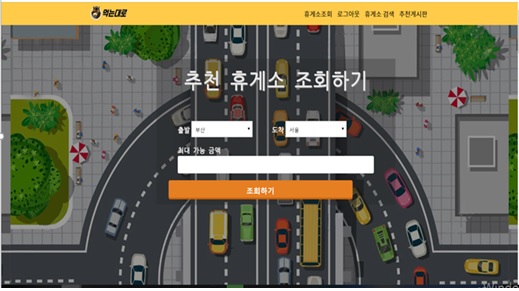 먹는대로
휴게소조회 로그아웃 휴게소 검색 추천게시판
추천 휴게소 조회하기
출발 부산 도착 서울
최대 가능 금액
조회하기